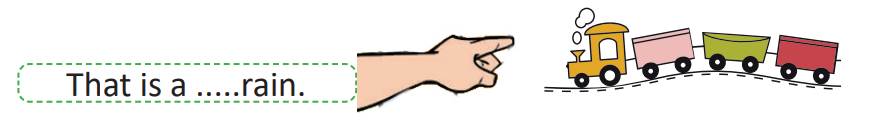 That is a .....rain.